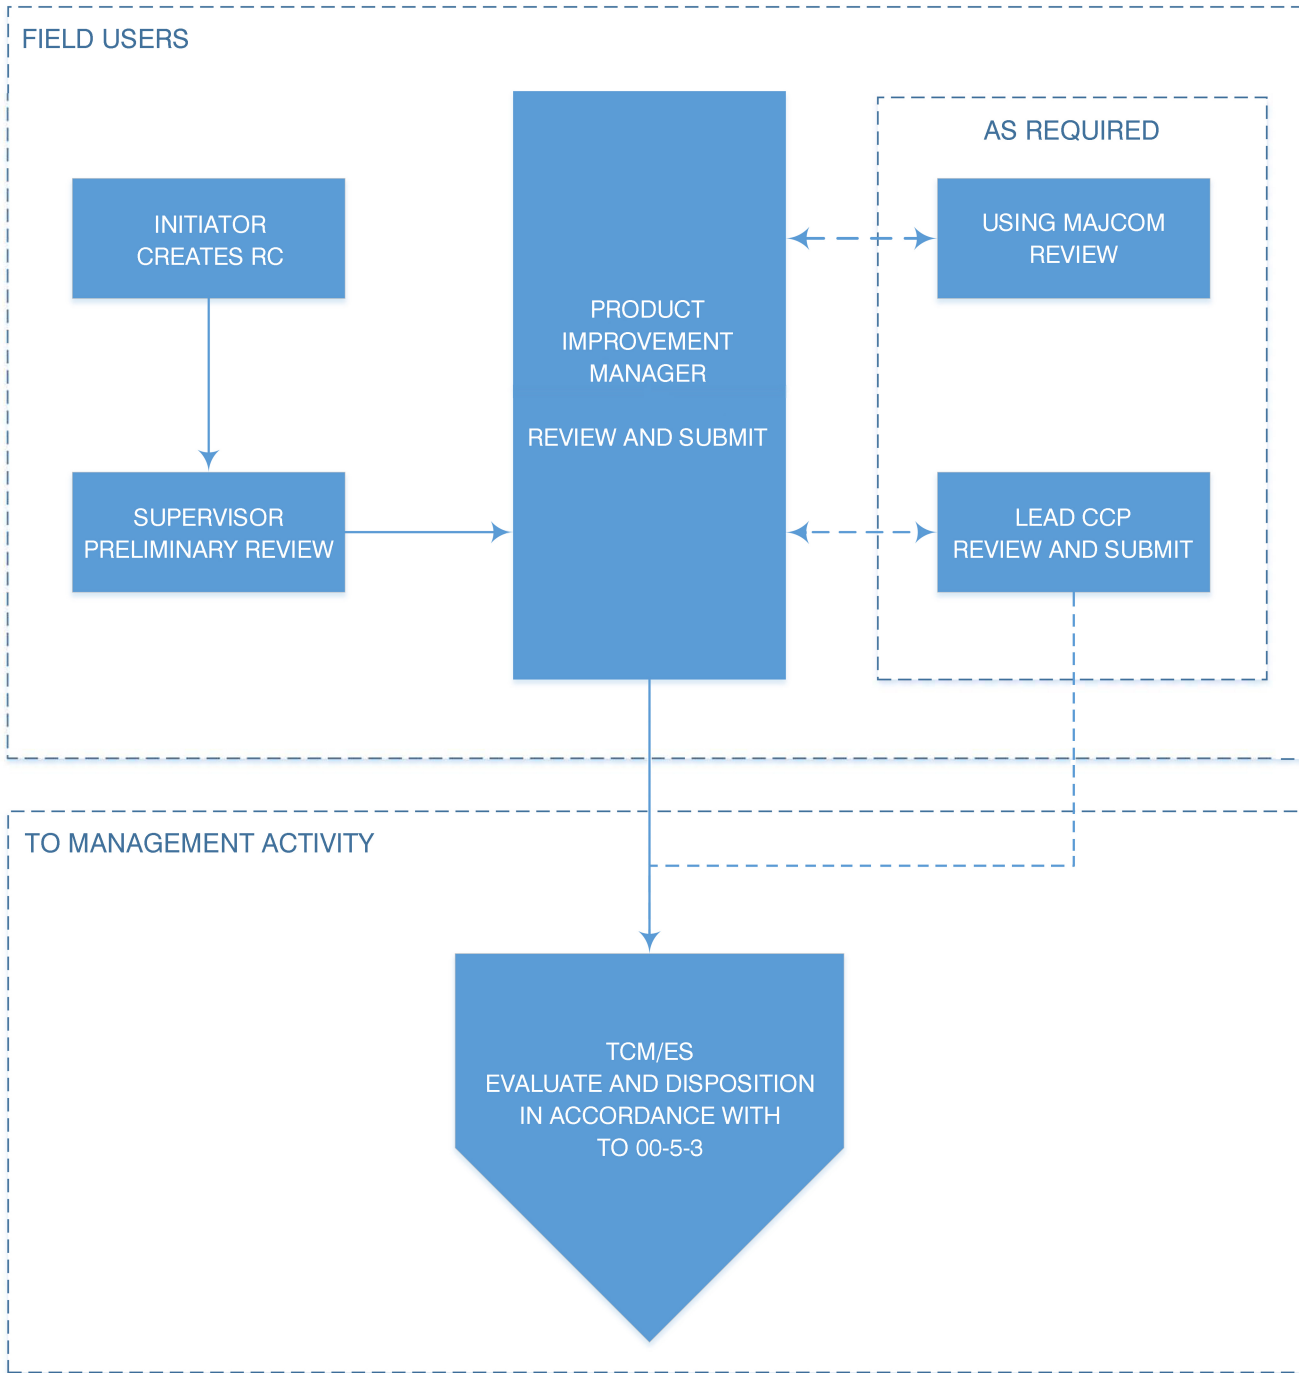 FIELD USERS
AS REQUIRED
INITIATOR
CREATES RC
USING MAJCOM
REVIEW
PRODUCT
IMPROVEMENT
MANAGER
REVIEW AND SUBMIT
SUPERVISOR
PRELIMINARY REVIEW
LEAD CCP
REVIEW AND SUBMIT
TO MANAGEMENT ACTIVITY
TCM/ES
EVALUATE AND DISPOSITION
IN ACCORDANCE WITH
TO 00-5-3